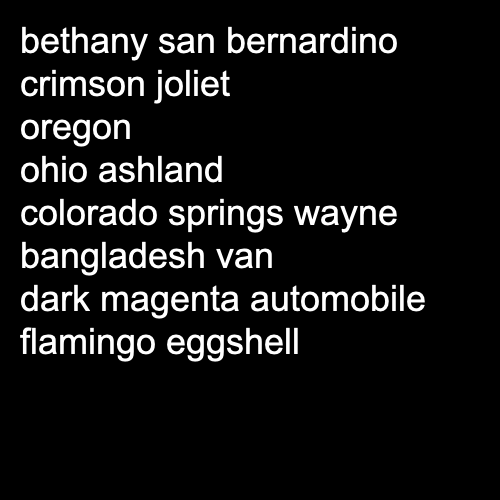 bethany san bernardino
crimson joliet
oregon
ohio ashland
colorado springs wayne
bangladesh van
dark magenta automobile
flamingo eggshell